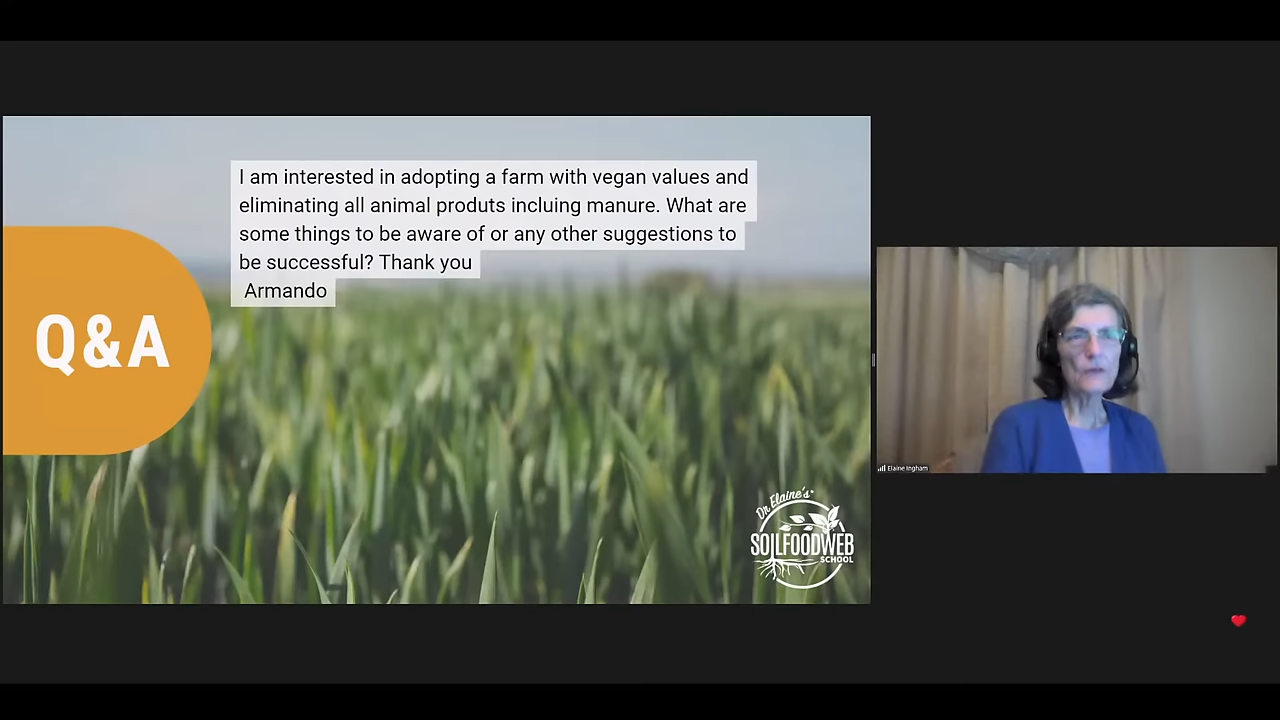 I am interested in adopting a farm with vegan values and
eliminating all animal produts incluing manure. What are
some things to be aware of or any other suggestions to
be successful? Thank you
Armando
Q&A
Dr. Elaine's
SOILFOODWEB
SCHOOL
Elaine Ingham